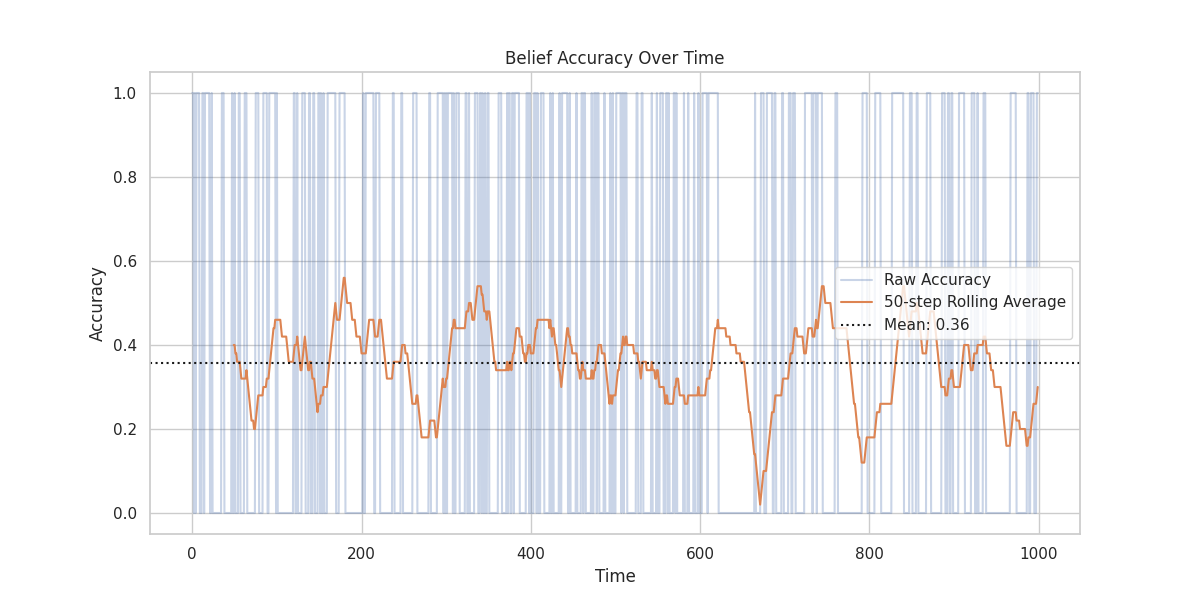 Belief Accuracy Over Time
1.0
0.8
0.6
0.4
0.2
0.0
Accuracy
Raw Accuracy
50-step Rolling Average
Mean: 0.36
0 200 400 600 800 1000
Time